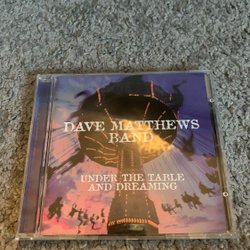 DAVE MATTHEWS
BAND
UNDER THE TABLE
AND DREAMING